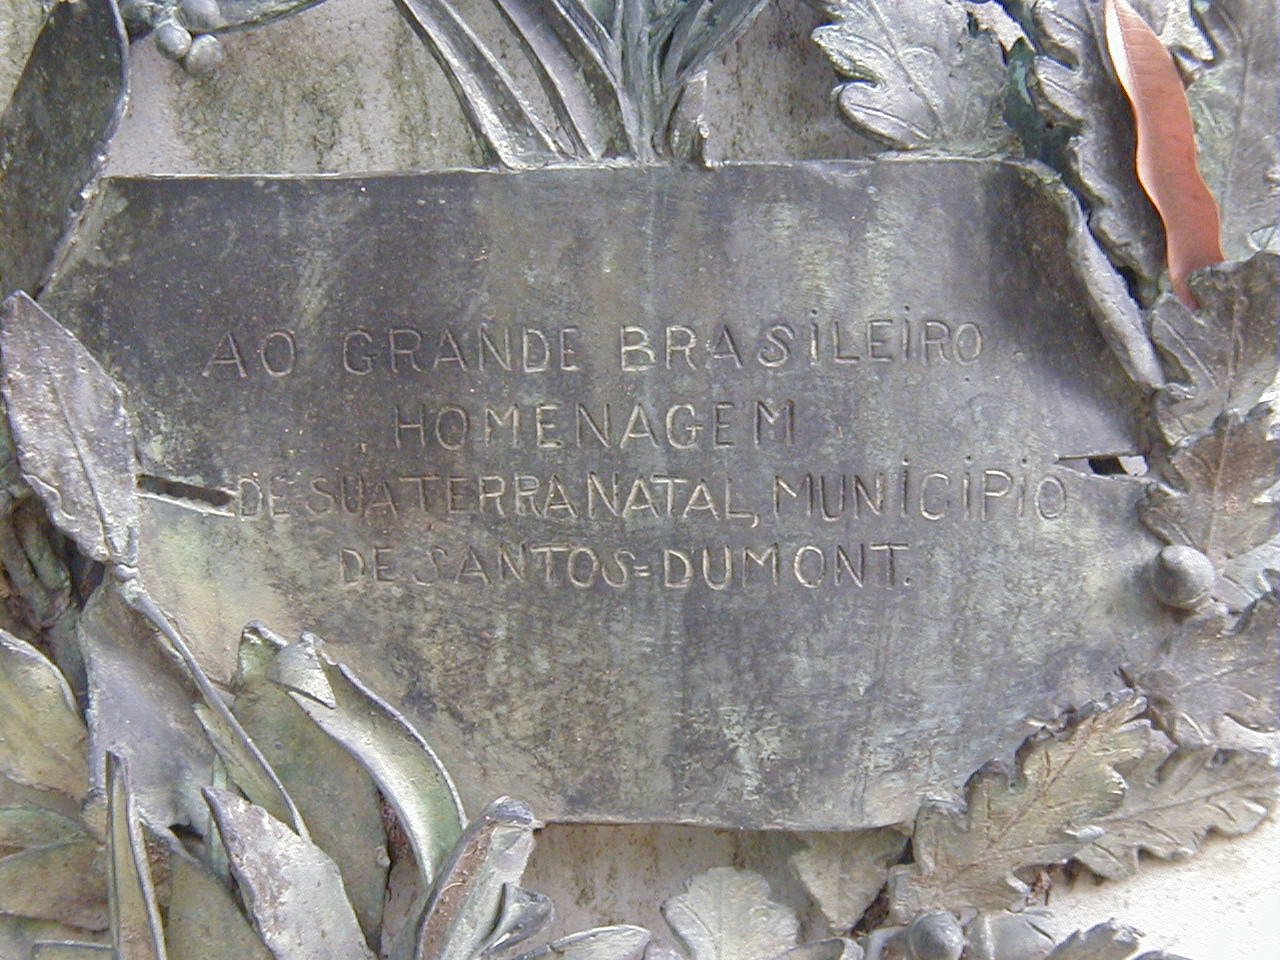 AO GRANDE BRASiLEiRO
HOMENAGEM
DE SUA TERRA NATAL, MUNiCiPiO
DE SANTOS=DUMONT.